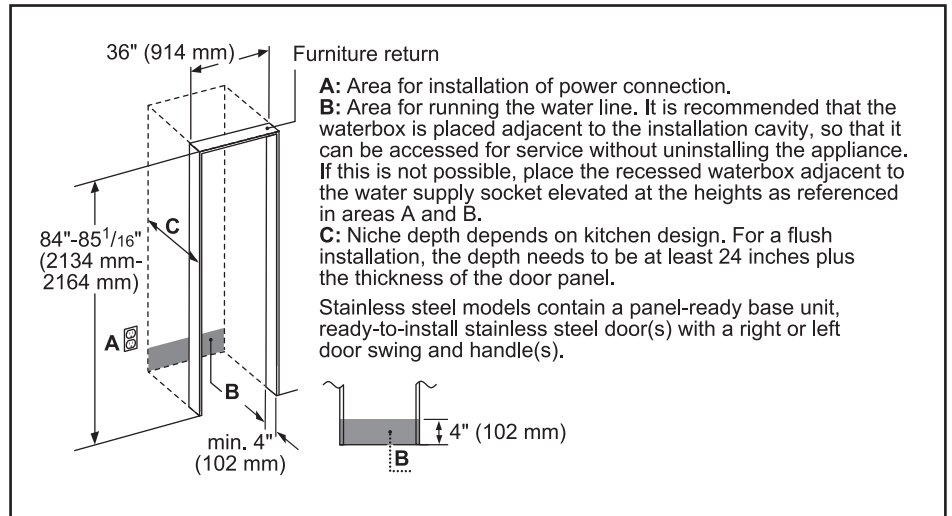 36" (914 mm)
Furniture return
A: Area for installation of power connection.
B: Area for running the water line. It is recommended that the
waterbox is placed adjacent to the installation cavity, so that it
can be accessed for service without uninstalling the appliance.
If this is not possible, place the recessed waterbox adjacent to
the water supply socket elevated at the heights as referenced
in areas A and B.
C: Niche depth depends on kitchen design. For a flush
installation, the depth needs to be at least 24 inches plus
the thickness of the door panel.
Stainless steel models contain a panel-ready base unit,
ready-to-install stainless steel door(s) with a right or left
door swing and handle(s).
C
84"-85 1/16"
(2134 mm-
2164 mm)
A
B
min. 4"
(102 mm)
4" (102 mm)
B